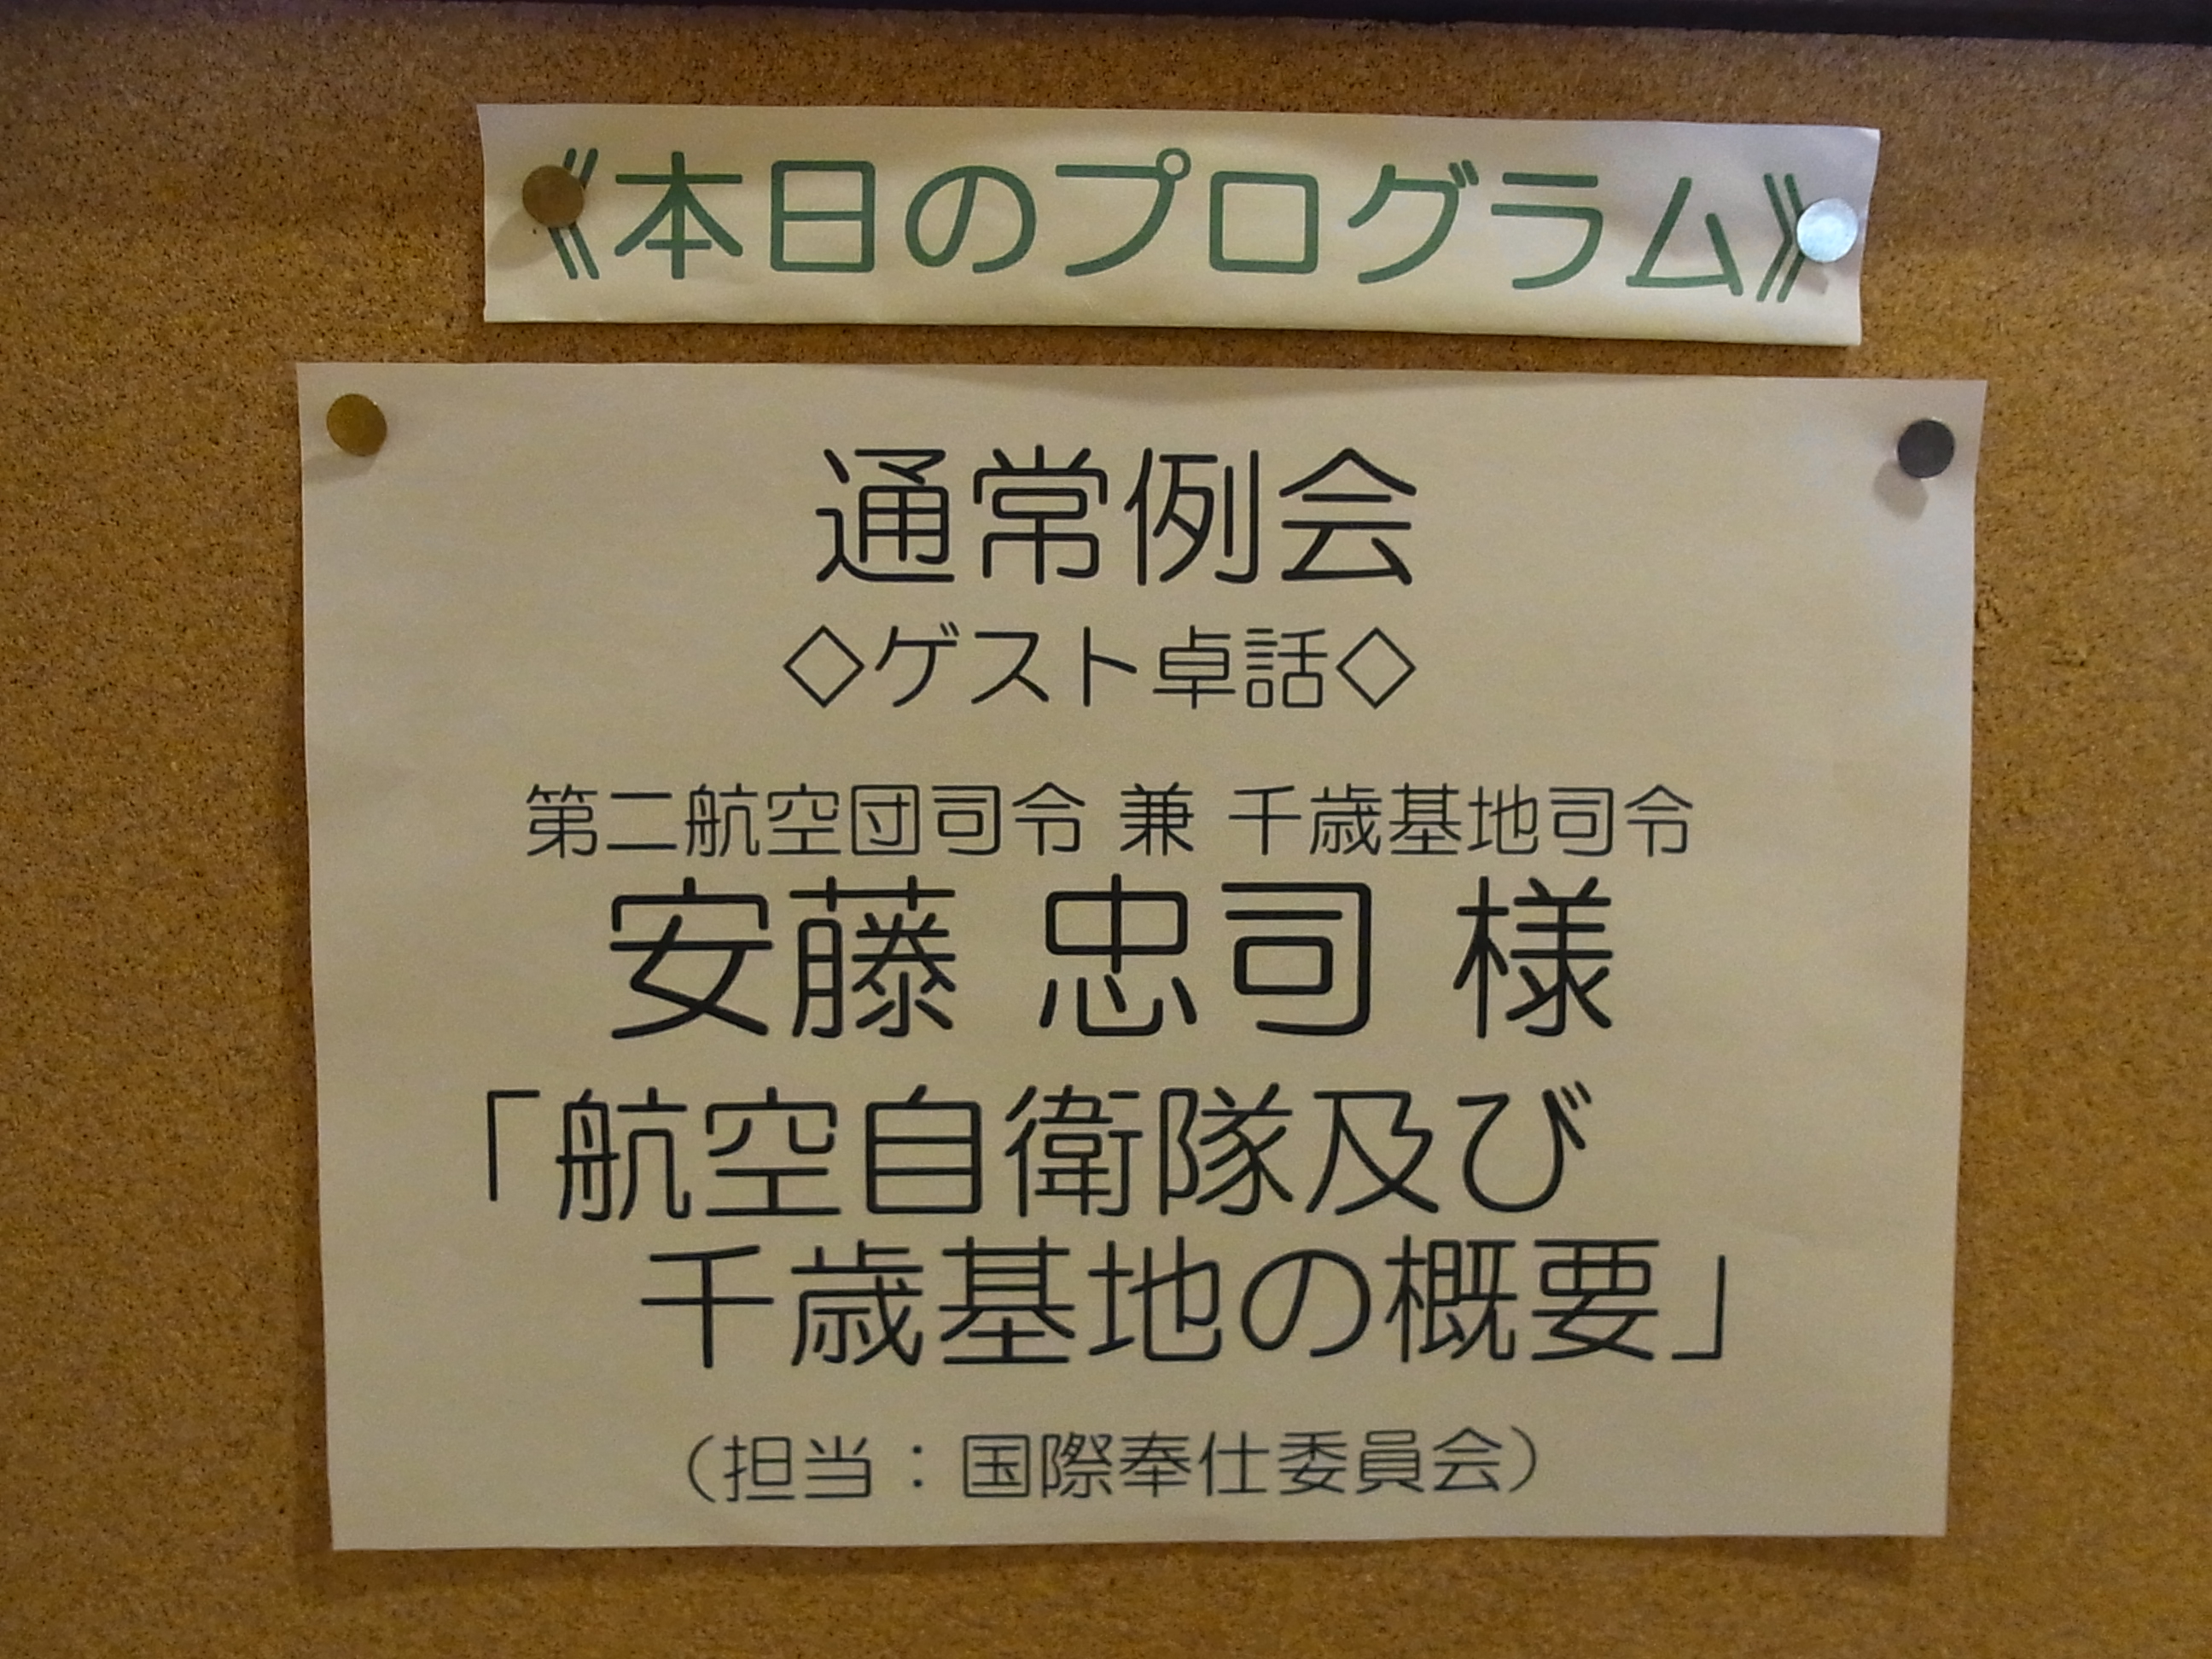 《本日のプログラム》
通常例会
◇ゲスト卓話◇
第二航空団司令 兼 千歳基地司令
安藤 忠司 様
「航空自衛隊及び
千歳基地の概要」
（担当：国際奉仕委員会）